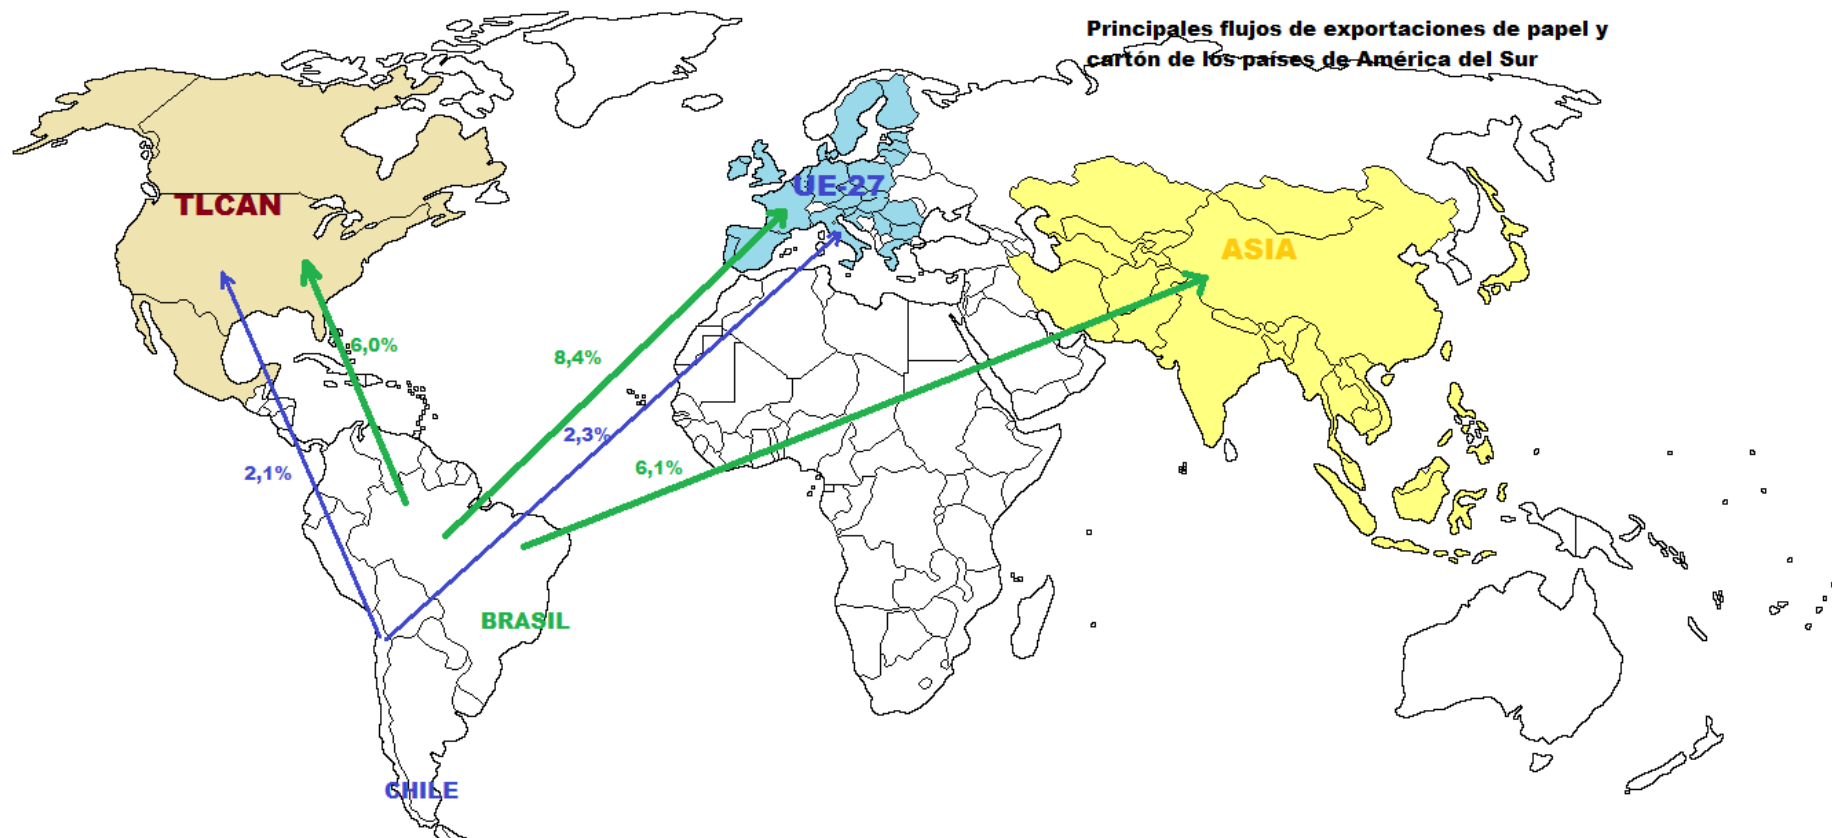 Principales flujos de exportaciones de papel y
cartón de los países de América del Sur
UE-27
TLCAN
ASIA
6,0%
8,4%
2,3%
6,1%
2,1%
BRASIL
CHILE